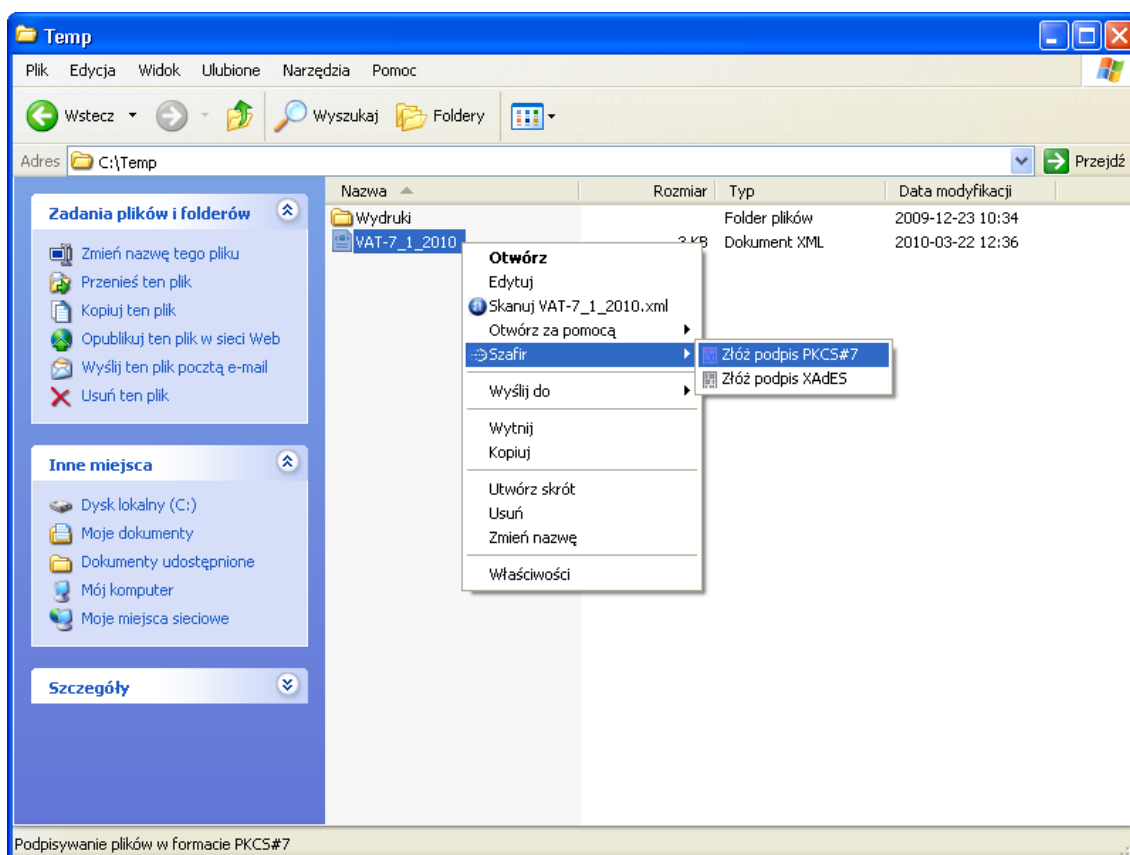 Temp
Plik Edycja Widok Ulubione Narzędzia Pomoc
Wstecz Wyszukaj Foldery
Adres C:\Temp Przejdź
Zadania plików i folderów
Zmień nazwę tego pliku
Przenieś ten plik
Kopiuj ten plik
Opublikuj ten plik w sieci Web
Wyślij ten plik pocztą e-mail
Usuń ten plik
Inne miejsca
Dysk lokalny (C:)
Moje dokumenty
Dokumenty udostępnione
Mój komputer
Moje miejsca sieciowe
Szczegóły
Nazwa Rozmiar Typ Data modyfikacji
Wydruki Folder plików 2009-12-23 10:34
VAT-7_1_2010 3 KB Dokument XML 2010-03-22 12:36
Otwórz
Edytuj
Skanuj VAT-7_1_2010.xml
Otwórz za pomocą
Szafir
Złóż podpis PKCS#7
Złóż podpis XAdES
Wyślij do
Wytnij
Kopiuj
Utwórz skrót
Usuń
Zmień nazwę
Właściwości
Podpisywanie plików w formacie PKCS#7